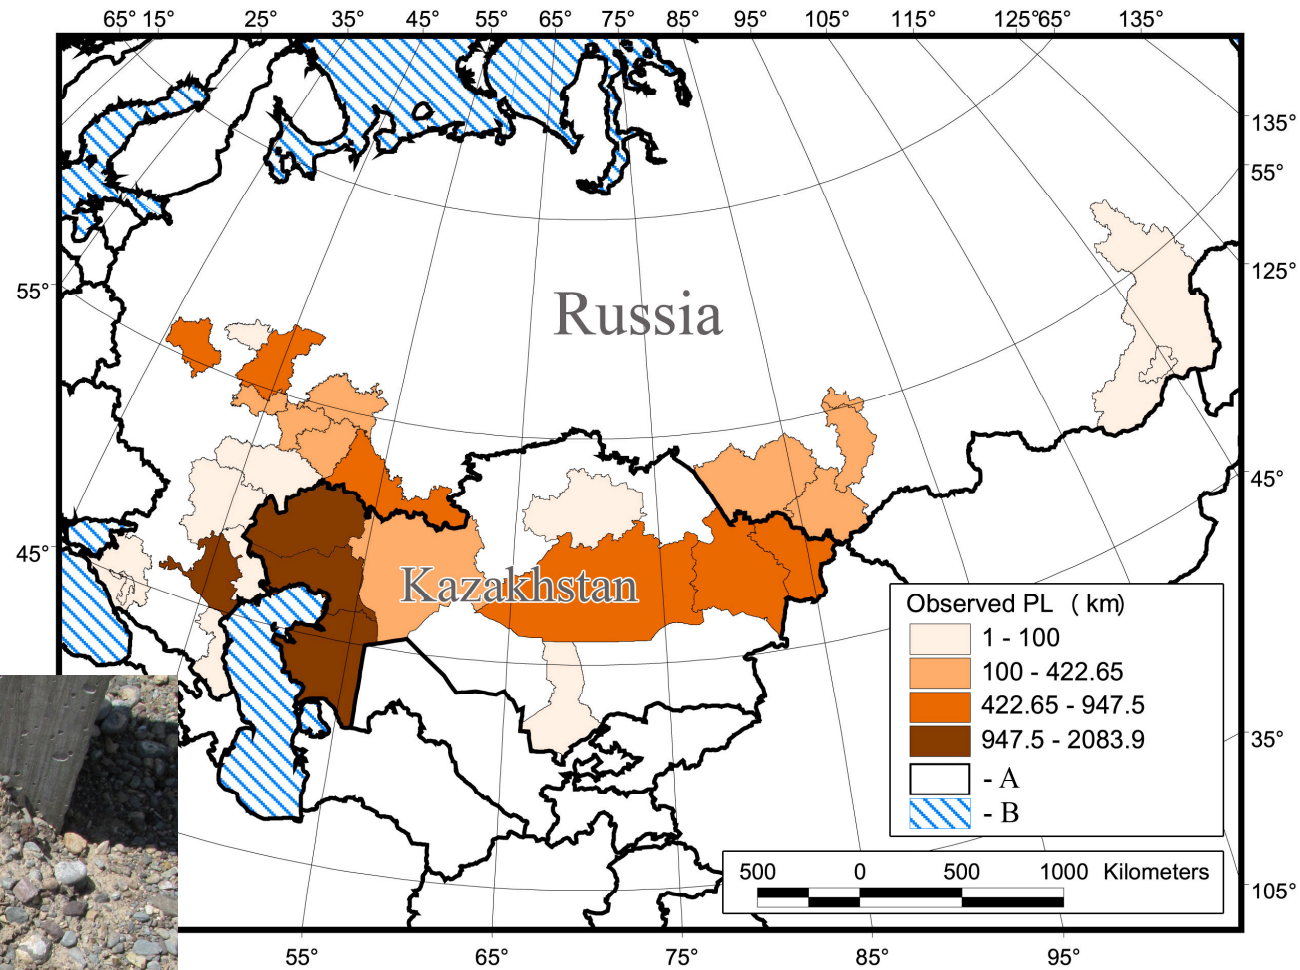 65° 15° 25° 35° 45° 55° 65° 75° 85° 95° 105° 115° 125° 65° 135°
135°
55°
125°
55°
Russia
45°
45°
Kazakhstan
Observed PL ( km)
1 - 100
100 - 422.65
422.65 - 947.5
947.5 - 2083.9
- A
- B
35°
500 0 500 1000 Kilometers
105°
55° 65° 75° 85° 95°